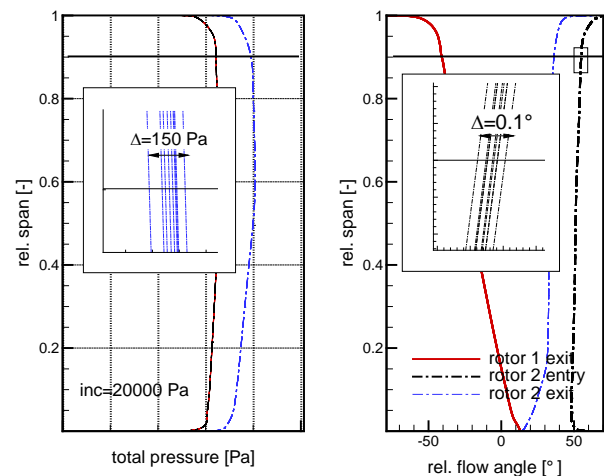 1
0.8
0.6
0.4
0.2
rel. span [-]
Δ=150 Pa
inc=20000 Pa
total pressure [Pa]
1
0.8
0.6
0.4
0.2
rel. span [-]
Δ=0.1°
rotor 1 exit
rotor 2 entry
rotor 2 exit
-50
0
50
rel. flow angle [°]